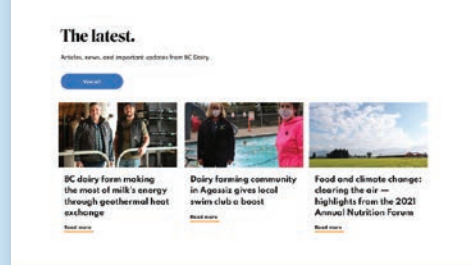 The latest.
Articles, news, and important updates from BC Dairy.
BC dairy farm making
the most of milk's energy
through geothermal heat
exchange
Read more
Dairy farming community
in Agassiz gives local
swim club a boost
Read more
Food and climate change:
clearing the air —
highlights from the 2021
Annual Nutrition Forum
Read more